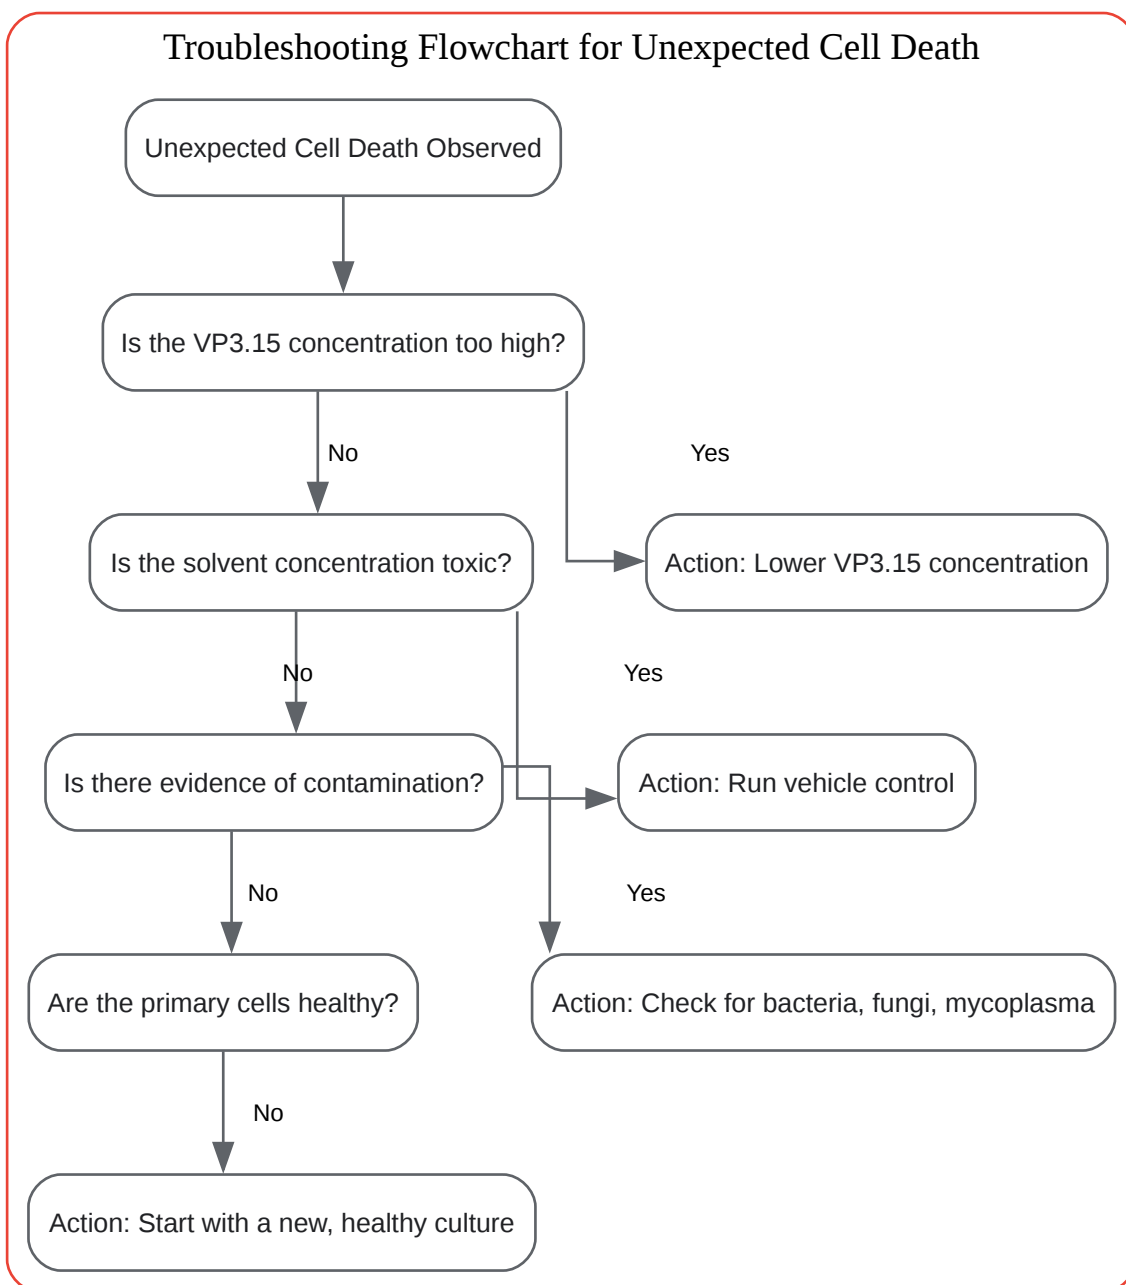 Troubleshooting Flowchart for Unexpected Cell Death
Unexpected Cell Death Observed
Is the VP3.15 concentration too high?
No
Yes
Is the solvent concentration toxic?
Action: Lower VP3.15 concentration
No
Yes
Is there evidence of contamination?
Action: Run vehicle control
No
Yes
Are the primary cells healthy?
Action: Check for bacteria, fungi, mycoplasma
No
Action: Start with a new, healthy culture